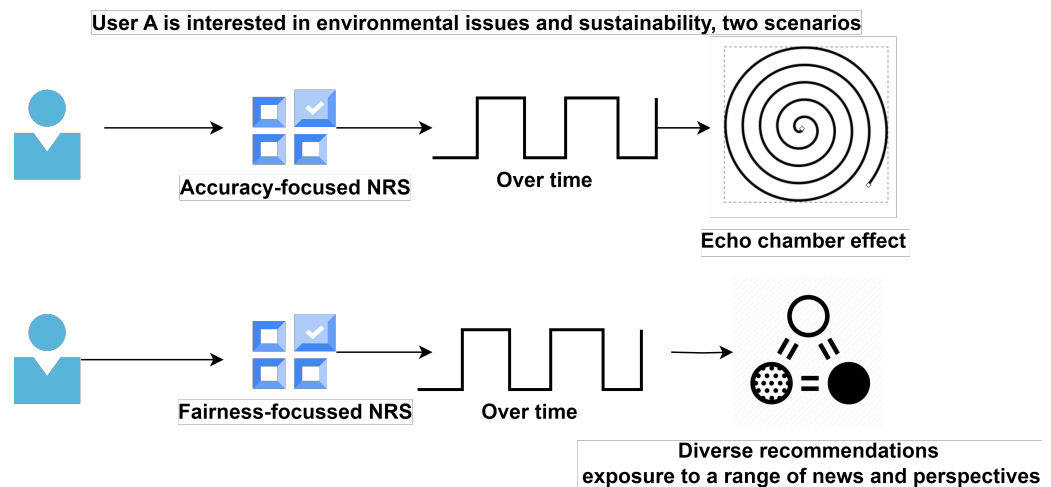 User A is interested in environmental issues and sustainability, two scenarios
Accuracy-focused NRS
Over time
Echo chamber effect
Fairness-focussed NRS
Over time
Diverse recommendations
exposure to a range of news and perspectives